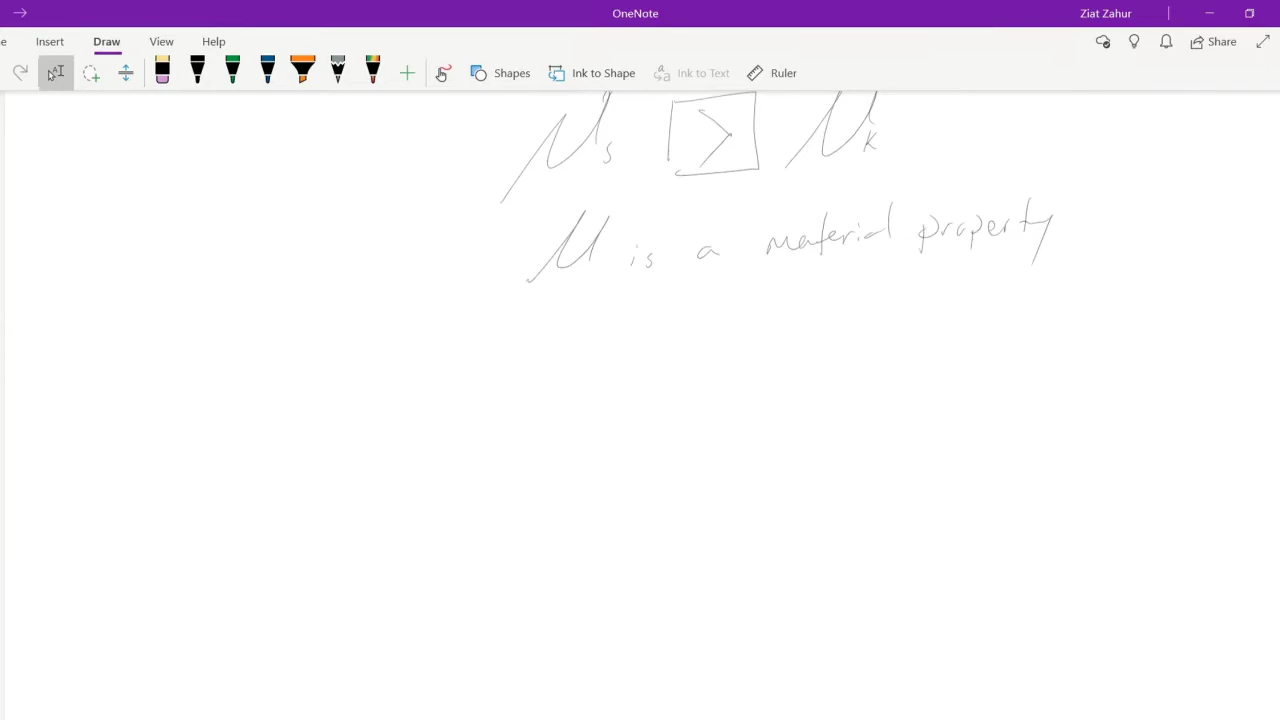 OneNote
Ziat Zahur
Insert Draw View Help
Share
Shapes
Ink to Shape
Ink to Text
Ruler
μs > μk
μ is a material property